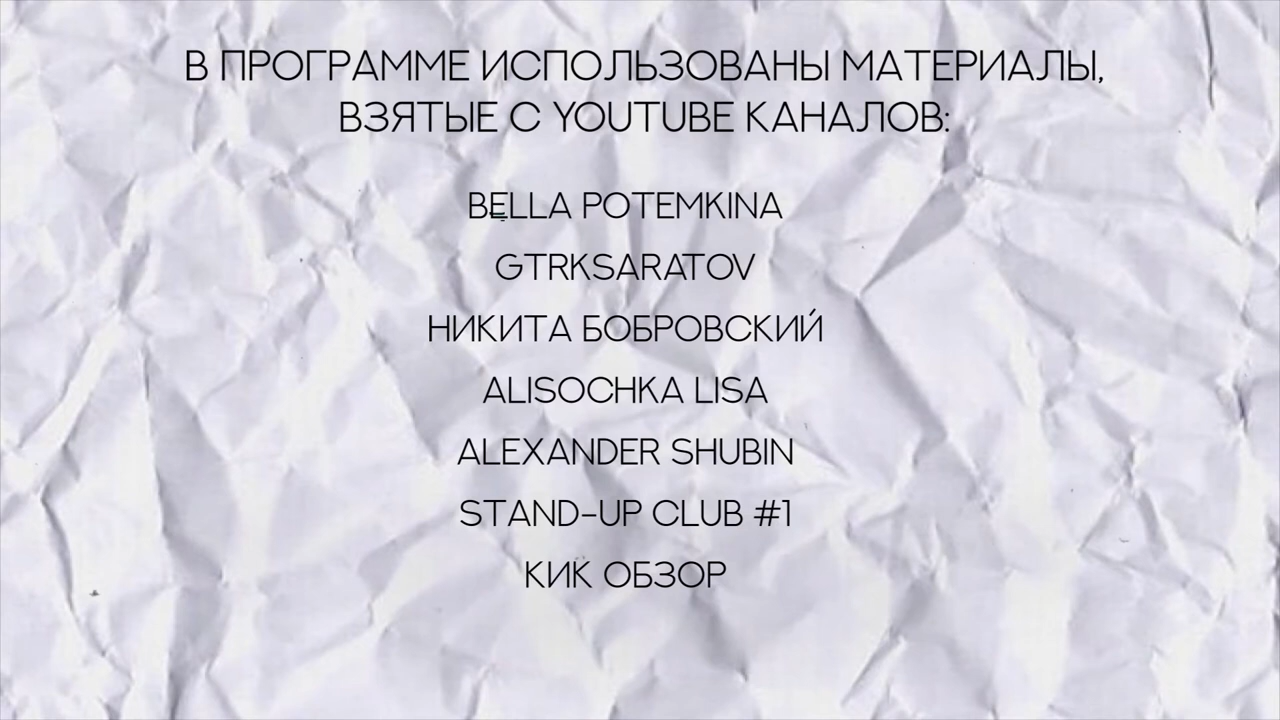 В ПРОГРАММЕ ИСПОЛЬЗОВАНЫ МАТЕРИАЛЫ,
ВЗЯТЫЕ С YOUTUBE КАНАЛОВ:
BELLA POTEMKINA
GTRKSARATOV
НИКИТА БОБРОВСКИЙ
ALISOCHKA LISA
ALEXANDER SHUBIN
STAND-UP CLUB #1
КИК ОБЗОР